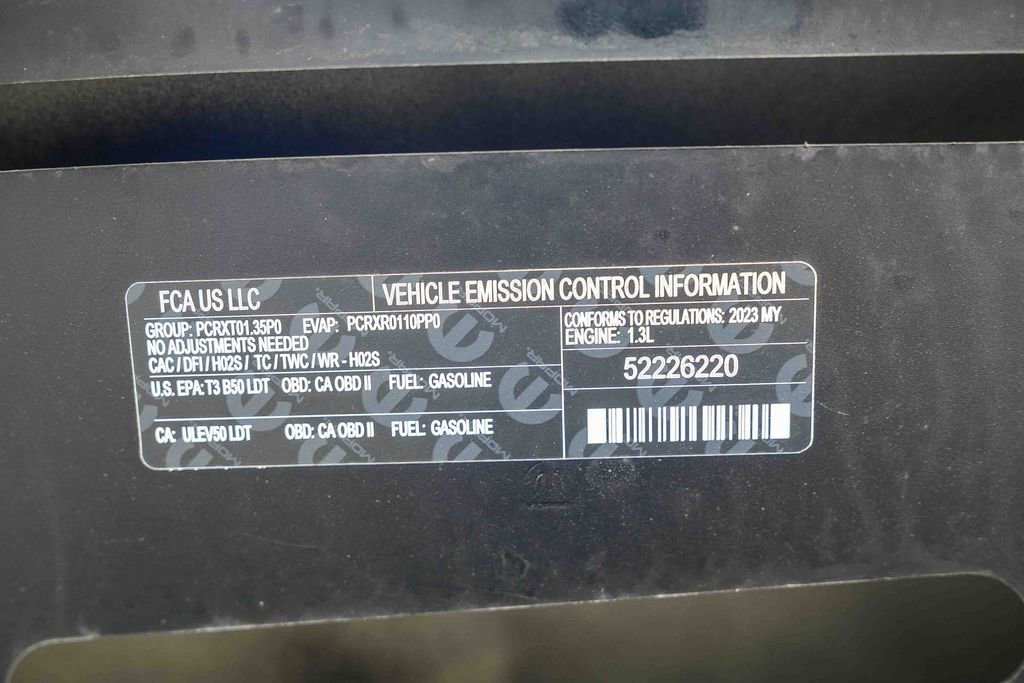 FCA US LLC
VEHICLE EMISSION CONTROL INFORMATION
GROUP: PCRXT01.35P0 EVAP: PCRXR0110PP0
NO ADJUSTMENTS NEEDED
CAC / DFI / H02S / TC / TWC / WR - H02S
U.S. EPA: T3 B50 LDT OBD: CA OBD II FUEL: GASOLINE
CA: ULEV50 LDT OBD: CA OBD II FUEL: GASOLINE
CONFORMS TO REGULATIONS: 2023 MY
ENGINE: 1.3L
52226220
MOPAR